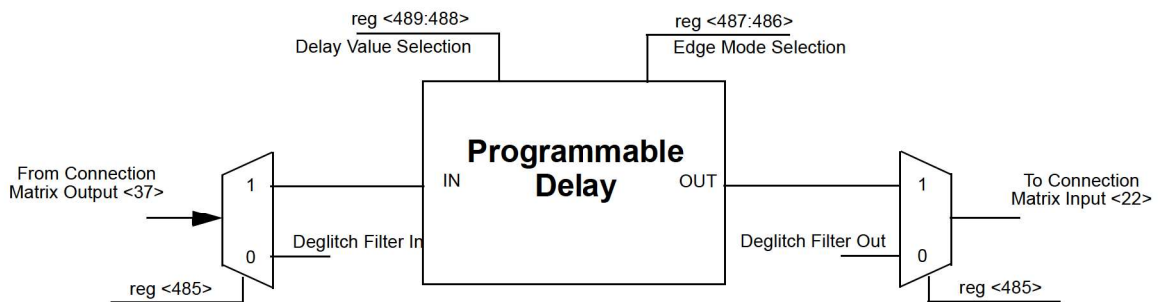 reg <489:488>
Delay Value Selection
reg <487:486>
Edge Mode Selection
Programmable
Delay
From Connection
Matrix Output <37>
1
IN
OUT
1
To Connection
Matrix Input <22>
0
Deglitch Filter In
Deglitch Filter Out
0
reg <485>
reg <485>